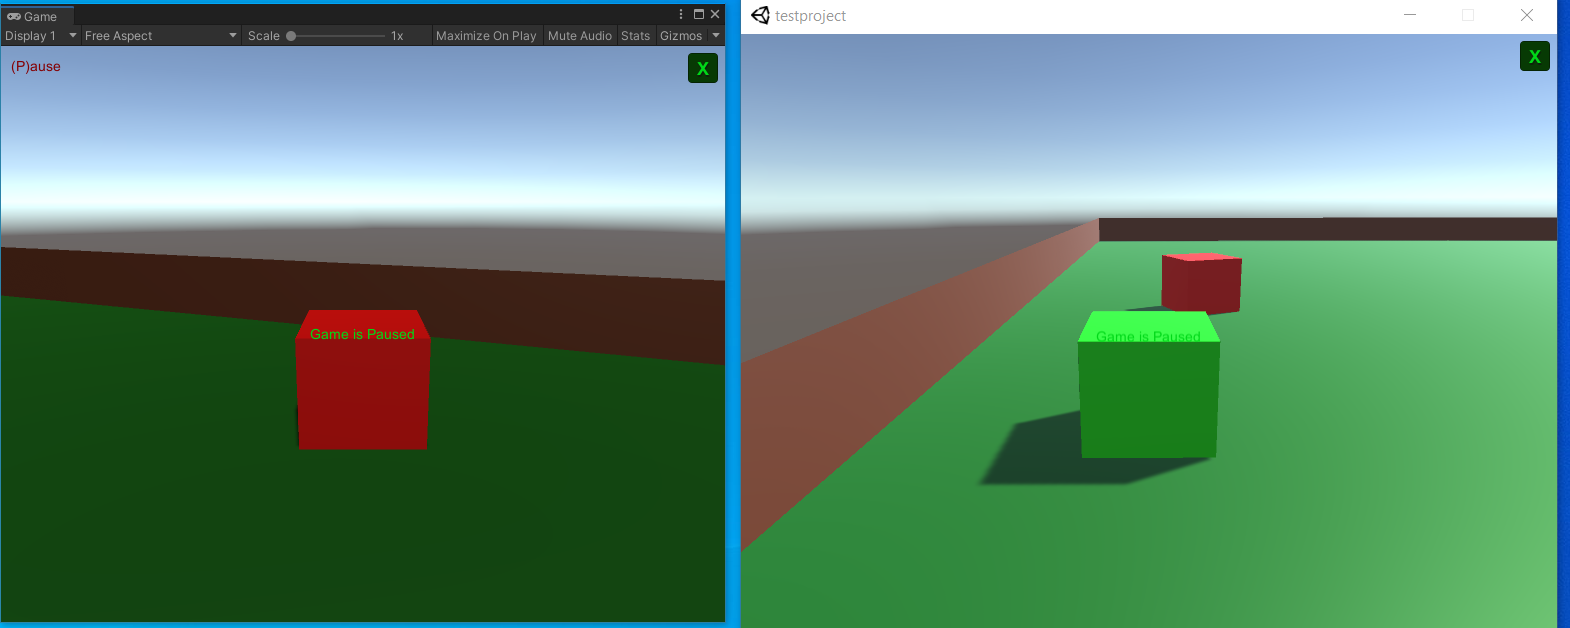 Game
Display 1 Free Aspect Scale 1x Maximize On Play Mute Audio Stats Gizmos
(P)ause
X
Game is Paused
testproject
X
Game is Paused